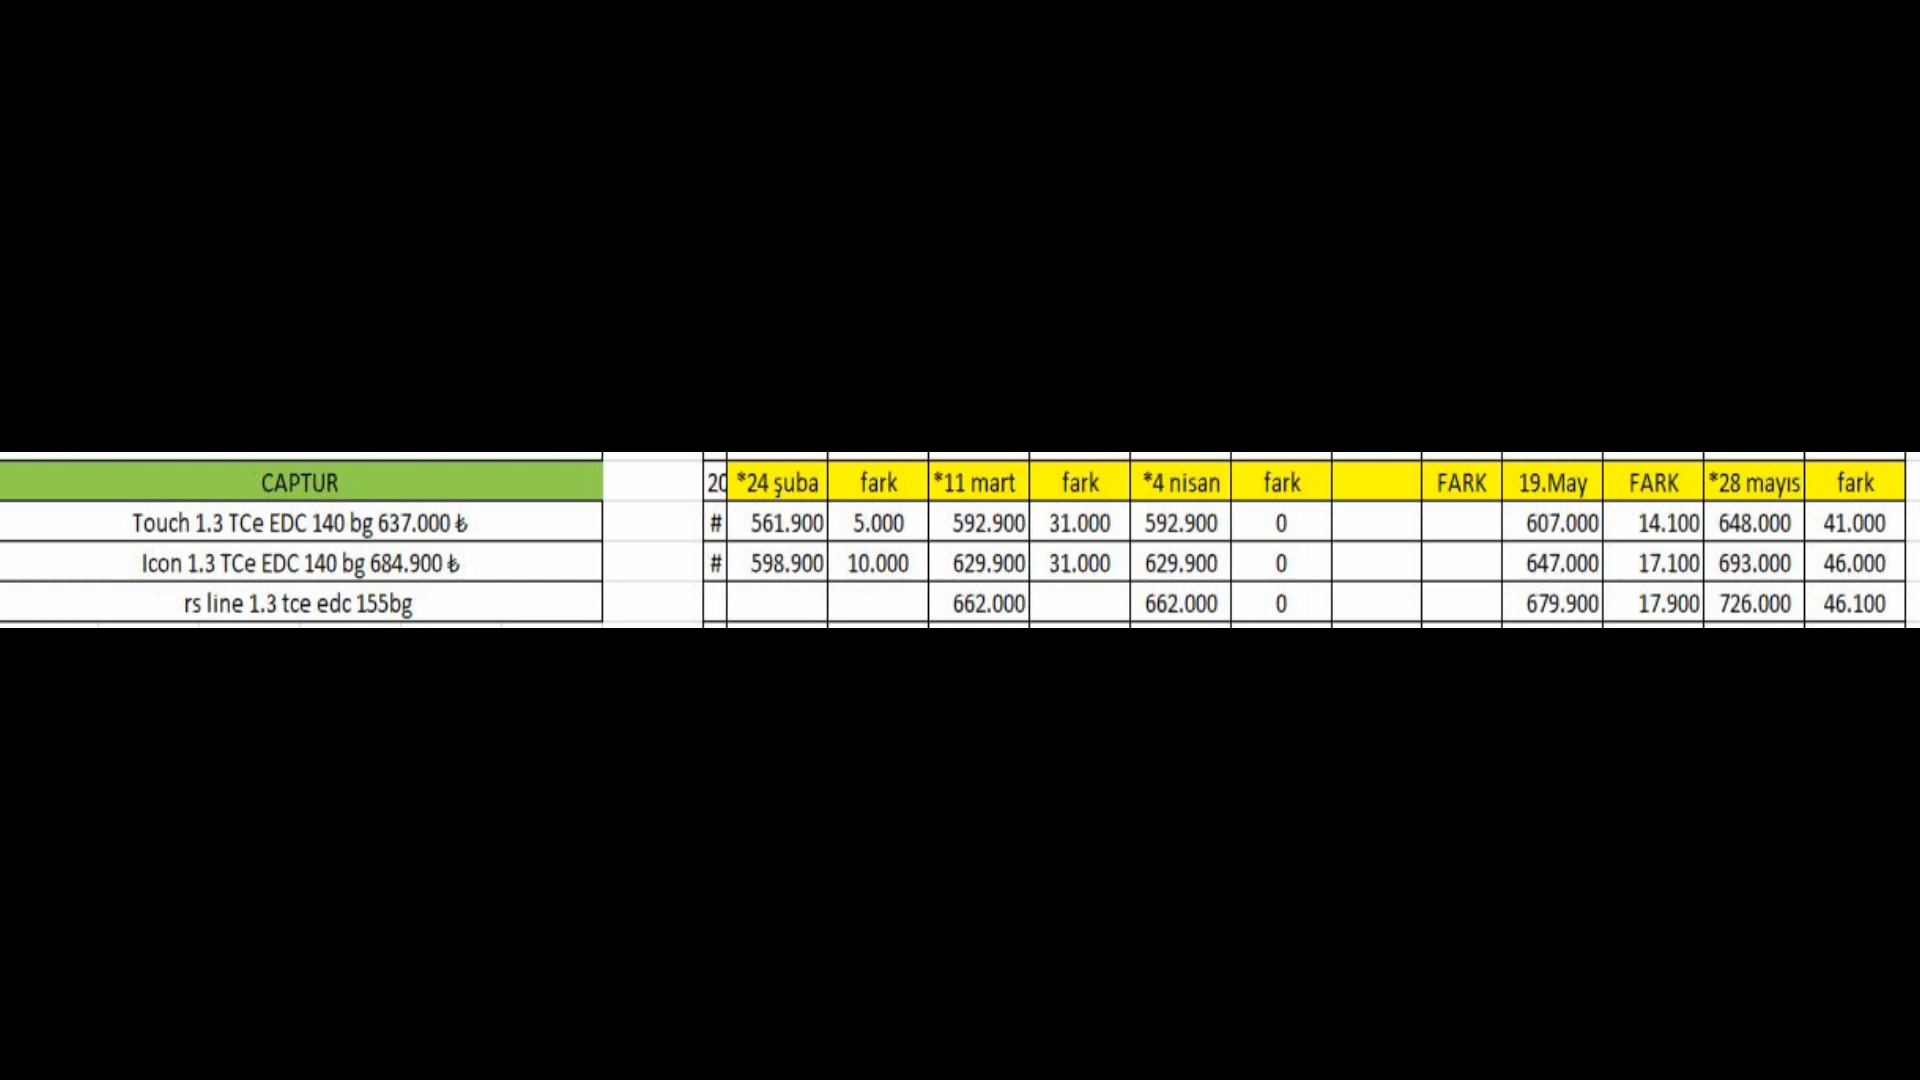 CAPTUR 20 *24 şuba fark *11 mart fark *4 nisan fark FARK 19.May FARK *28 mayıs fark
Touch 1.3 TCe EDC 140 bg 637.000 ₺ # 561.900 5.000 592.900 31.000 592.900 0 607.000 14.100 648.000 41.000
Icon 1.3 TCe EDC 140 bg 684.900 ₺ # 598.900 10.000 629.900 31.000 629.900 0 647.000 17.100 693.000 46.000
rs line 1.3 tce edc 155bg 662.000 662.000 0 679.900 17.900 726.000 46.100